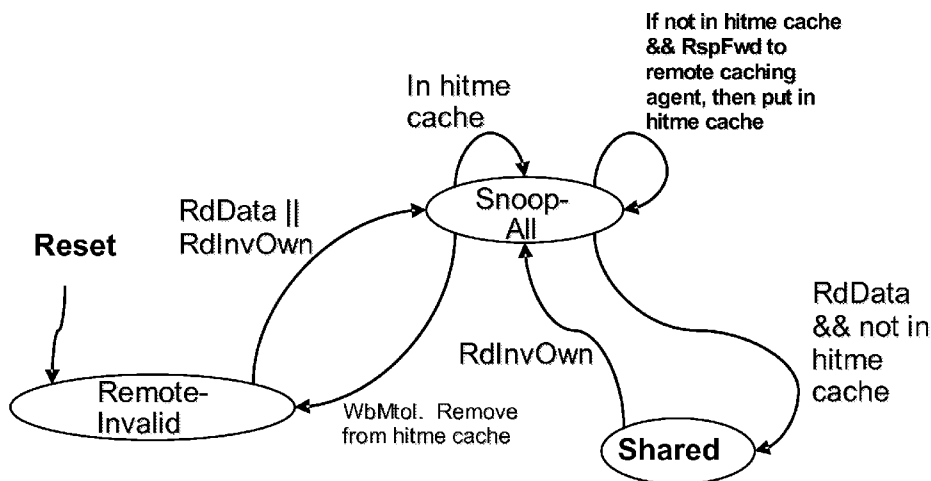 If not in hitme cache
&& RspFwd to
remote caching
agent, then put in
hitme cache
In hitme
cache
Snoop-
All
RdData ||
RdInvOwn
Reset
RdData
&& not in
hitme
cache
RdInvOwn
Remote-
Invalid
WbMtoI. Remove
from hitme cache
Shared